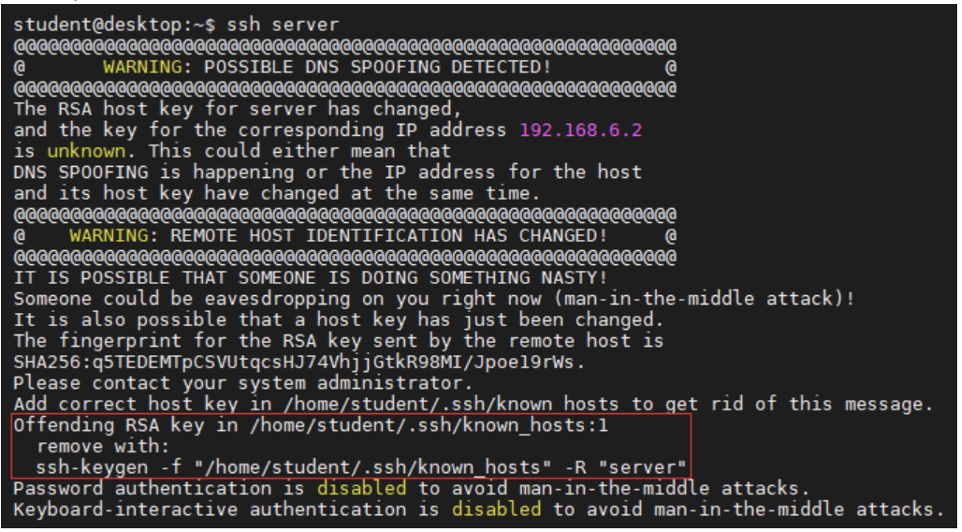 student@desktop:~$ ssh server
@@@@@@@@@@@@@@@@@@@@@@@@@@@@@@@@@@@@@@@@@@@@@@@@@@@@@@@@@@@
@       WARNING: POSSIBLE DNS SPOOFING DETECTED!          @
@@@@@@@@@@@@@@@@@@@@@@@@@@@@@@@@@@@@@@@@@@@@@@@@@@@@@@@@@@@
The RSA host key for server has changed,
and the key for the corresponding IP address 192.168.6.2
is unknown. This could either mean that
DNS SPOOFING is happening or the IP address for the host
and its host key have changed at the same time.
@@@@@@@@@@@@@@@@@@@@@@@@@@@@@@@@@@@@@@@@@@@@@@@@@@@@@@@@@@@
@    WARNING: REMOTE HOST IDENTIFICATION HAS CHANGED!     @
@@@@@@@@@@@@@@@@@@@@@@@@@@@@@@@@@@@@@@@@@@@@@@@@@@@@@@@@@@@
IT IS POSSIBLE THAT SOMEONE IS DOING SOMETHING NASTY!
Someone could be eavesdropping on you right now (man-in-the-middle attack)!
It is also possible that a host key has just been changed.
The fingerprint for the RSA key sent by the remote host is
SHA256:q5TEDEMTpCSVUtqcsHJ74VhjjGtkR98MI/Jpoe19rWs.
Please contact your system administrator.
Add correct host key in /home/student/.ssh/known_hosts to get rid of this message.
Offending RSA key in /home/student/.ssh/known_hosts:1
  remove with:
  ssh-keygen -f "/home/student/.ssh/known_hosts" -R "server"
Password authentication is disabled to avoid man-in-the-middle attacks.
Keyboard-interactive authentication is disabled to avoid man-in-the-middle attacks.